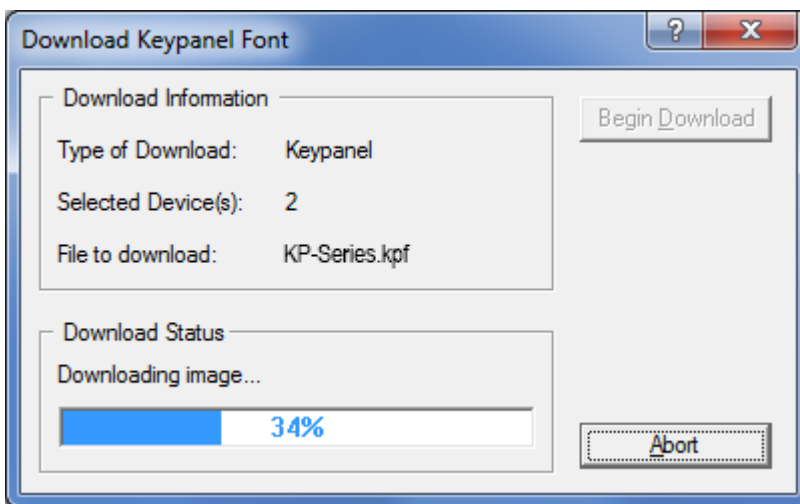 Download Keypanel Font
Download Information
Begin Download
Type of Download: Keypanel
Selected Device(s): 2
File to download: KP-Series.kpf
Download Status
Downloading image...
34%
Abort